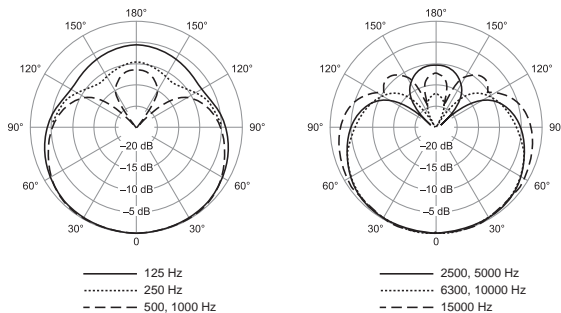 180°
150° 150°
120° 120°
90° 90°
60° 60°
30° 30°
0
–20 dB
–15 dB
–10 dB
–5 dB
125 Hz
250 Hz
500, 1000 Hz
180°
150° 150°
120° 120°
90° 90°
60° 60°
30° 30°
0
–20 dB
–15 dB
–10 dB
–5 dB
2500, 5000 Hz
6300, 10000 Hz
15000 Hz